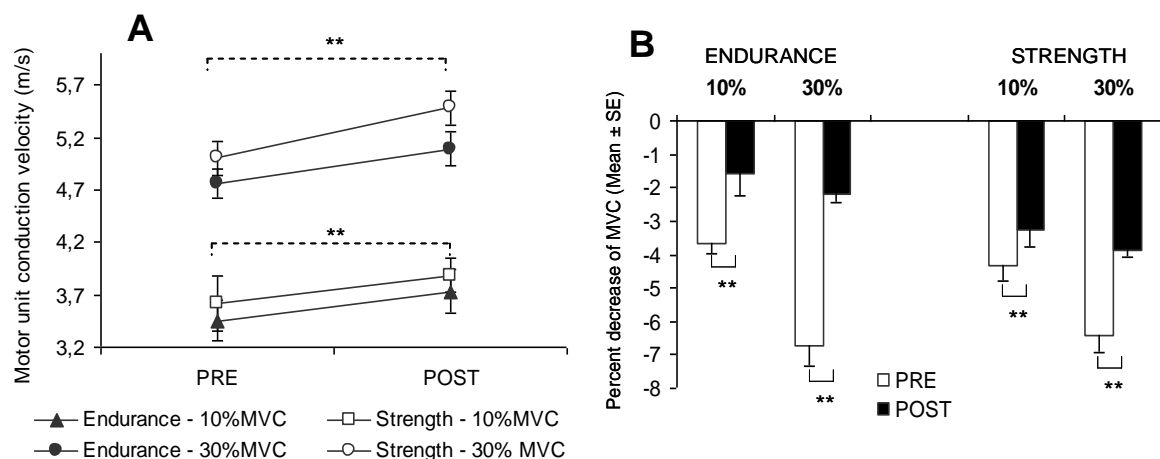 A
Motor unit conduction velocity (m/s)
5,7
5,2
4,7
4,2
3,7
3,2
**
**
PRE POST
Endurance - 10%MVC Strength - 10%MVC
Endurance - 30%MVC Strength - 30% MVC
B
ENDURANCE STRENGTH
10% 30% 10% 30%
Percent decrease of MVC (Mean ± SE)
0
-1
-2
-3
-4
-5
-6
-7
-8
**
**
**
**
PRE
POST